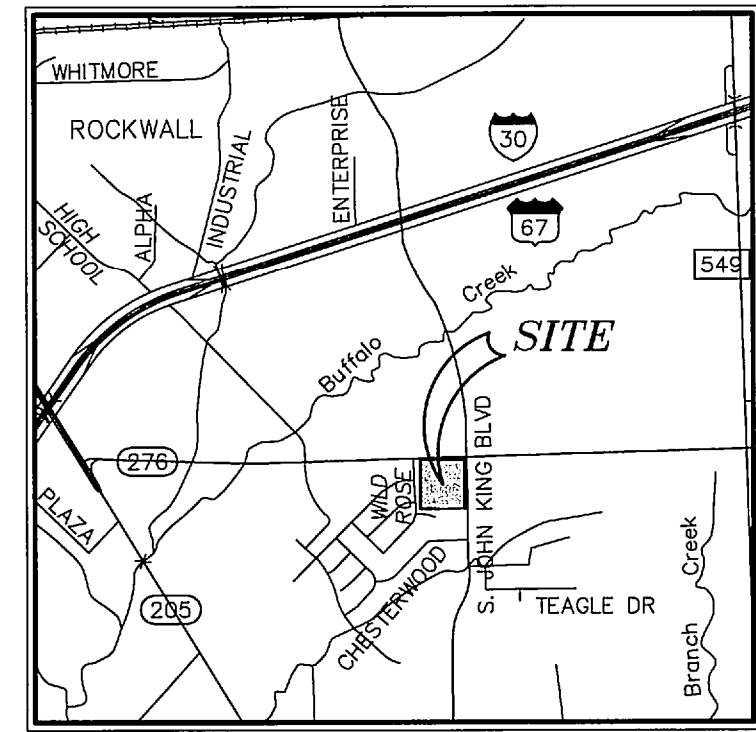 WHITMORE
ROCKWALL
INDUSTRIAL
ENTERPRISE
30
67
HIGH
SCHOOL
ALPHA
549
Creek
Buffalo
SITE
276
PLAZA
WILD
ROSE
S. JOHN KING BLVD
CHESTERWOOD
205
TEAGLE DR
Branch Creek